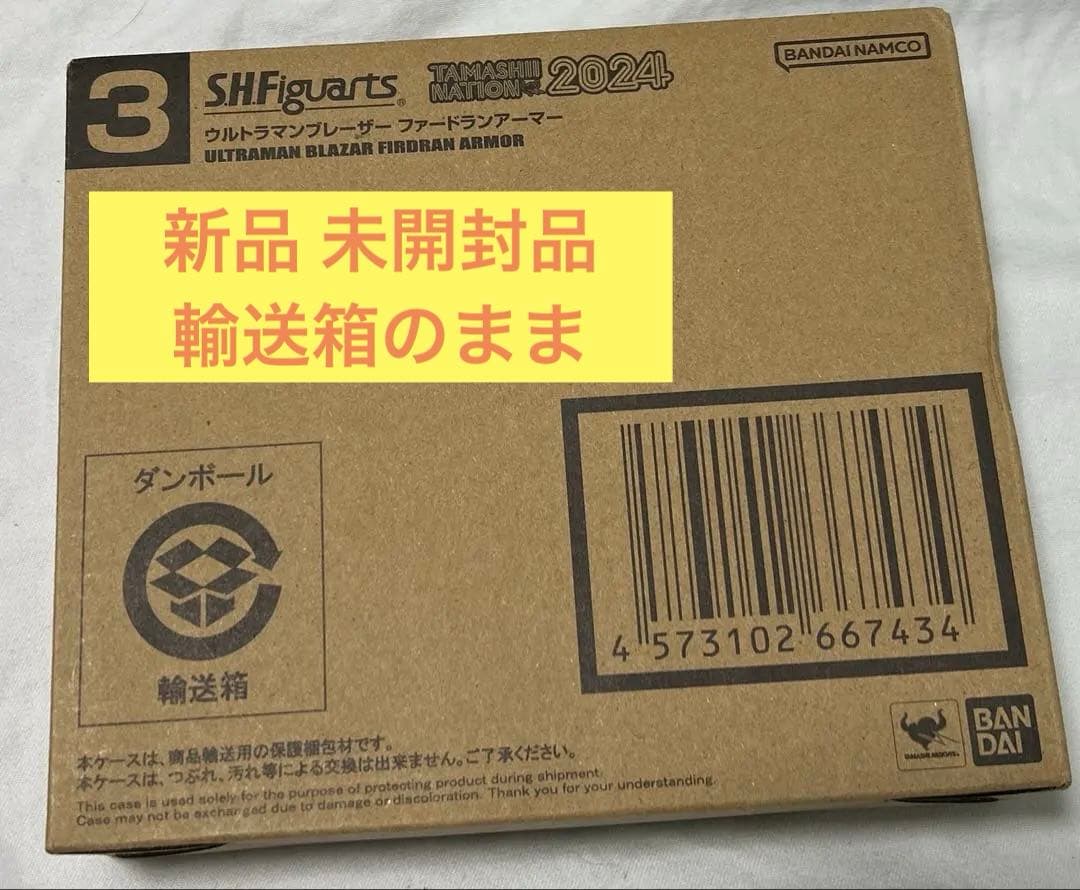 3
S.H.Figuarts®
TAMASHII NATION 2024
BANDAI NAMCO
ウルトラマンブレーザー ファードランアーマー
ULTRAMAN BLAZAR FIRDRAN ARMOR
新品 未開封品
輸送箱のまま
ダンボール
輸送箱
4 573102 667434
TAMASHII NATIONS
BAN
DAI
本ケースは、商品輸送用の保護梱包材です。
本ケースは、つぶれ、汚れ等による交換は出来ません。ご了承ください。
This case is used solely for the purpose of protecting product during shipment.
Case may not be exchanged due to damage or discoloration. Thank you for your understanding.